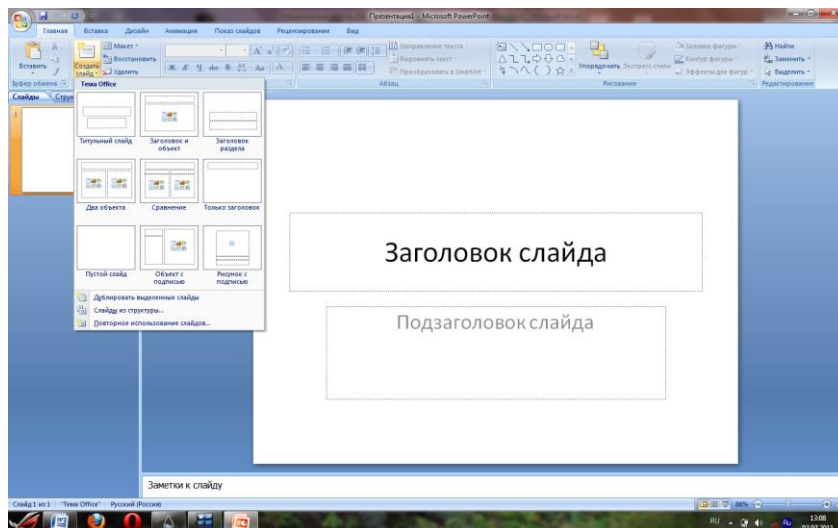 Презентация1 - Microsoft PowerPoint
Главная Вставка Дизайн Анимация Показ слайдов Рецензирование Вид
Вставить
Создать слайд
Макет
Восстановить
Удалить
Направление текста
Выровнять текст
Преобразовать в SmartArt
Упорядочить
Экспресс-стили
Заливка фигуры
Контур фигуры
Эффекты для фигур
Найти
Заменить
Выделить
Буфер обмена
Абзац
Рисование
Редактирование
Слайды
Тема Office
Титульный слайд
Заголовок и объект
Заголовок раздела
Два объекта
Сравнение
Только заголовок
Пустой слайд
Объект с подписью
Рисунок с подписью
Дублировать выделенные слайды
Слайды из структуры...
Повторное использование слайдов...
Заголовок слайда
Подзаголовок слайда
Заметки к слайду
Слайд 1 из 1
"Тема Office"
Русский (Россия)
86%
RU
13:08